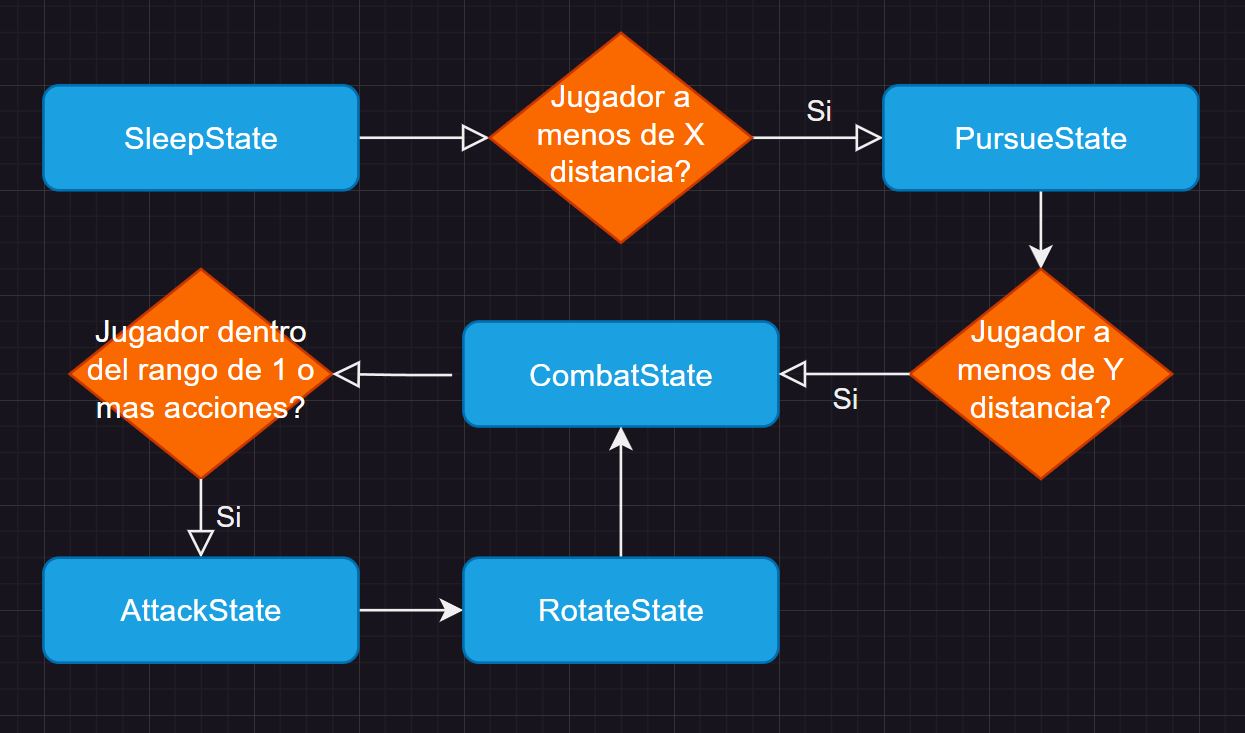 SleepState
Jugador a
menos de X
distancia?
Si
PursueState
Jugador a
menos de Y
distancia?
Si
CombatState
Jugador dentro
del rango de 1 o
mas acciones?
Si
AttackState
RotateState